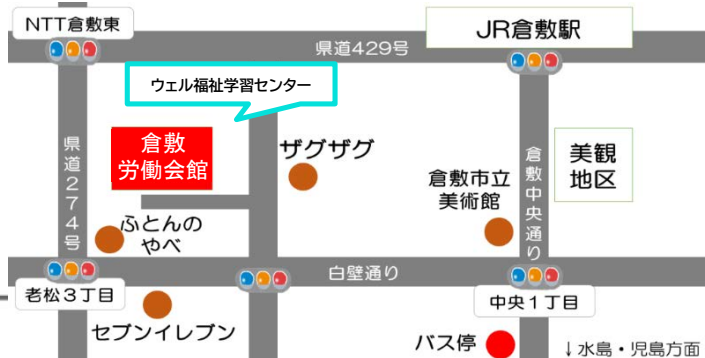 NTT倉敷東
JR倉敷駅
県道429号
ウェル福祉学習センター
倉敷
労働会館
ザグザグ
県道274号
倉敷市立
美術館
倉敷中央通り
美観
地区
ふとんの
やべ
白壁通り
老松3丁目
中央1丁目
セブンイレブン
バス停
↓水島・児島方面